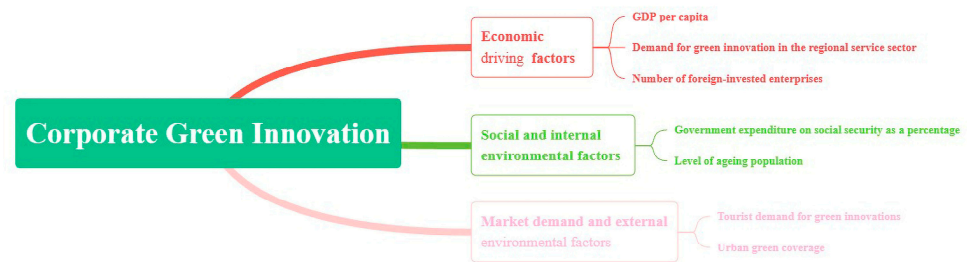 Corporate Green Innovation
Economic
driving factors
GDP per capita
Demand for green innovation in the regional service sector
Number of foreign-invested enterprises
Social and internal
environmental factors
Government expenditure on social security as a percentage
Level of ageing population
Market demand and external
environmental factors
Tourist demand for green innovations
Urban green coverage